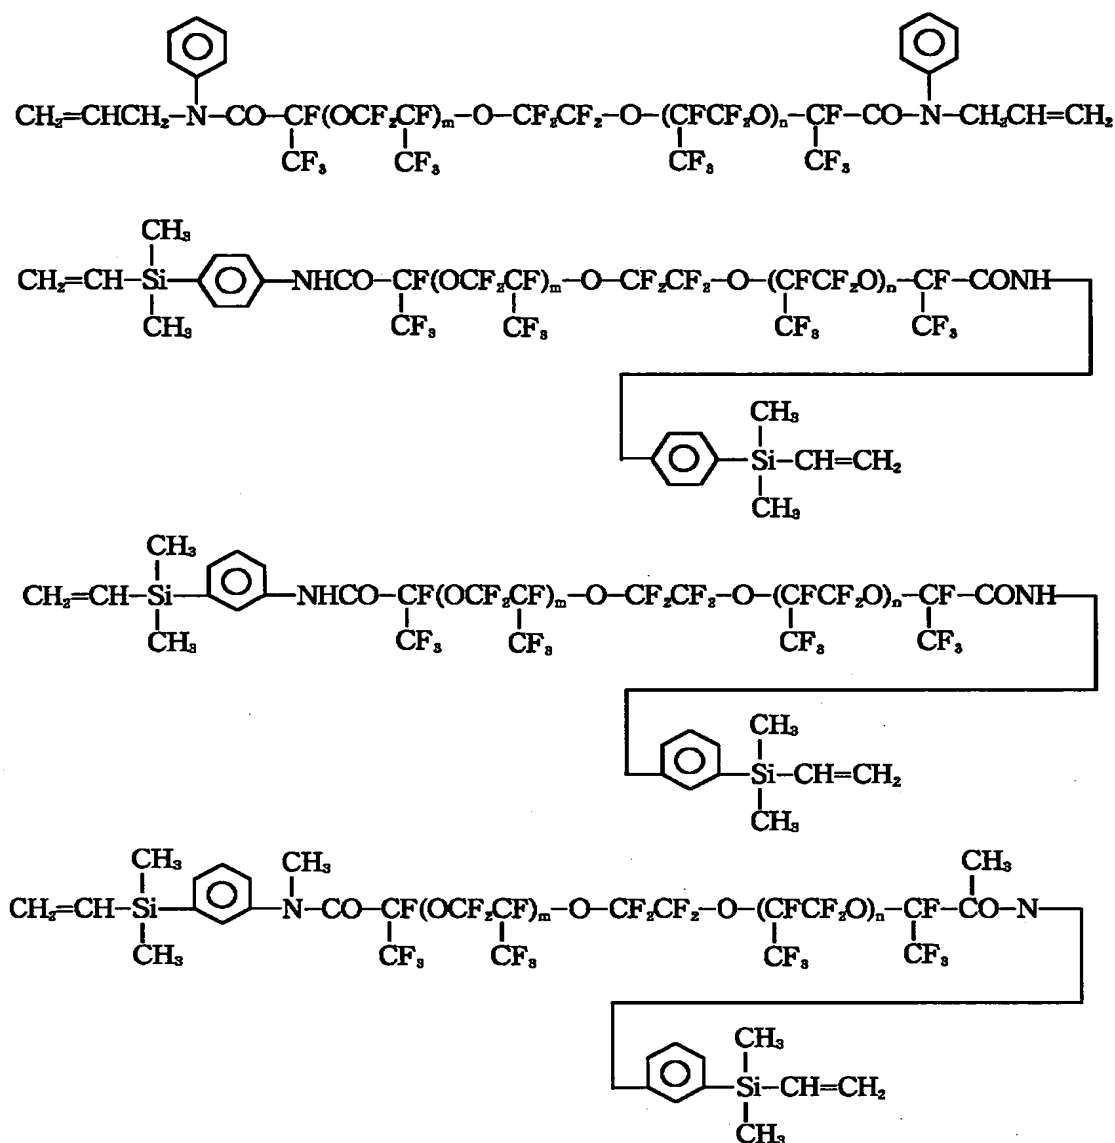 CH₂=CHCH₂–N–CO–CF(OCF₂CF)ₘ–O–CF₂CF₂–O–(CFCF₂O)ₙ–CF–CO–N–CH₂CH=CH₂
CF₃ CF₃ CF₃ CF₃
CH₃
CH₂=CH–Si–NHCO–CF(OCF₂CF)ₘ–O–CF₂CF₂–O–(CFCF₂O)ₙ–CF–CONH
CH₃ CF₃ CF₃ CF₃ CF₃
CH₃
Si–CH=CH₂
CH₃
CH₃
CH₂=CH–Si–NHCO–CF(OCF₂CF)ₘ–O–CF₂CF₂–O–(CFCF₂O)ₙ–CF–CONH
CH₃ CF₃ CF₃ CF₃ CF₃
CH₃
Si–CH=CH₂
CH₃
CH₃ CH₃ CH₃
CH₂=CH–Si–N–CO–CF(OCF₂CF)ₘ–O–CF₂CF₂–O–(CFCF₂O)ₙ–CF–CO–N
CH₃ CF₃ CF₃ CF₃ CF₃
CH₃
Si–CH=CH₂
CH₃